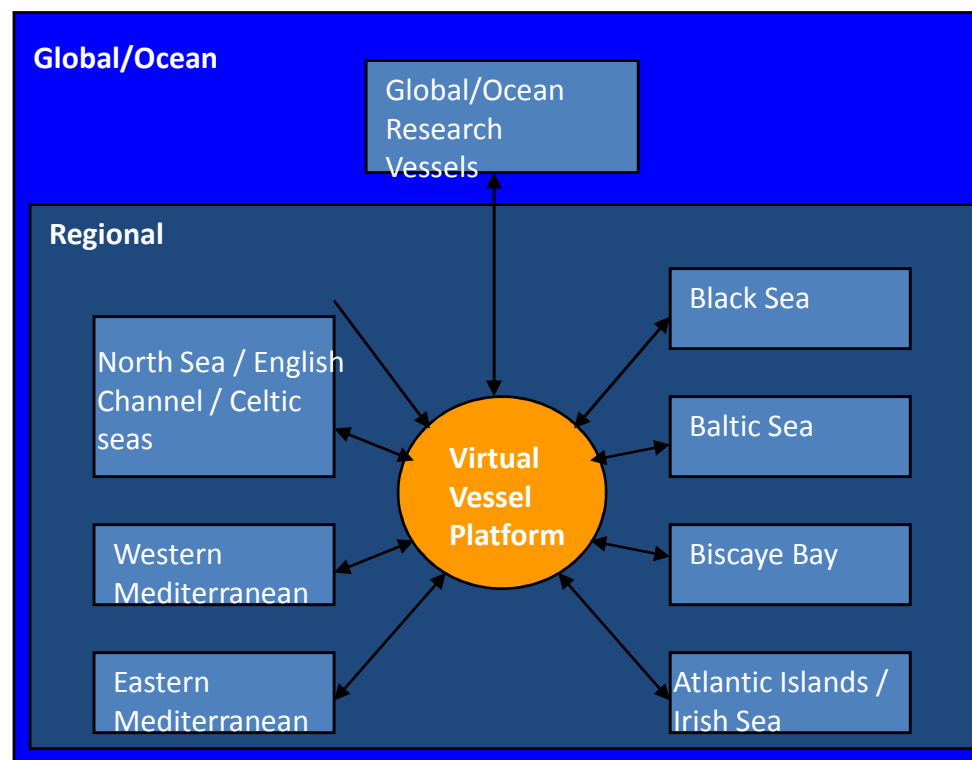 Global/Ocean
Global/Ocean
Research
Vessels
Regional
North Sea / English
Channel / Celtic
seas
Western
Mediterranean
Eastern
Mediterranean
Virtual
Vessel
Platform
Black Sea
Baltic Sea
Biscaye Bay
Atlantic Islands /
Irish Sea